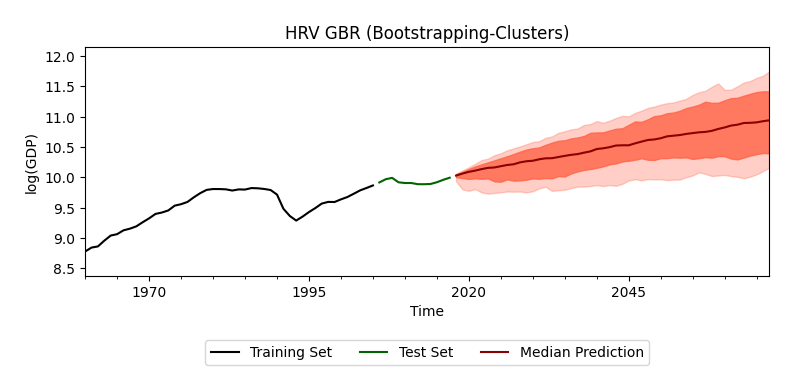 HRV GBR (Bootstrapping-Clusters)
12.0
11.5
11.0
10.5
10.0
9.5
9.0
8.5
log(GDP)
1970 1995 2020 2045
Time
Training Set Test Set Median Prediction